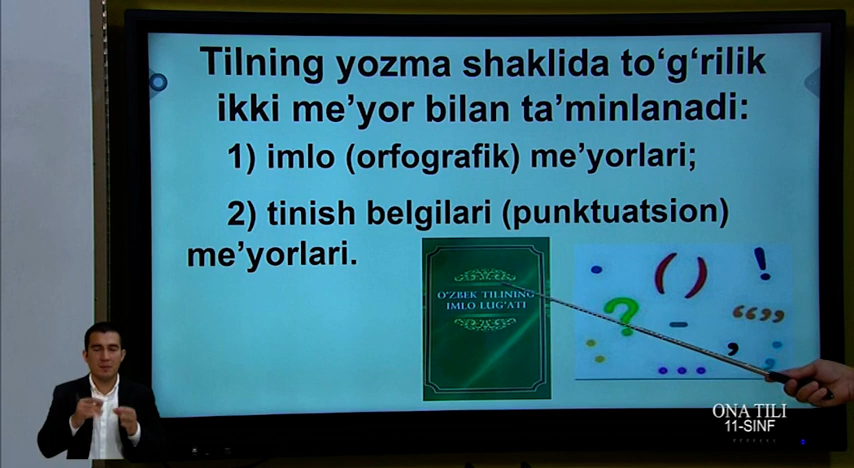 Tilning yozma shaklida to‘g‘rilik
ikki me’yor bilan ta’minlanadi:
1) imlo (orfografik) me’yorlari;
2) tinish belgilari (punktuatsion)
me’yorlari.
O‘ZBEK TILINING
IMLO LUG‘ATI
. ( ) !
? - “ ”
: ... , ;
ONA TILI
11-SINF